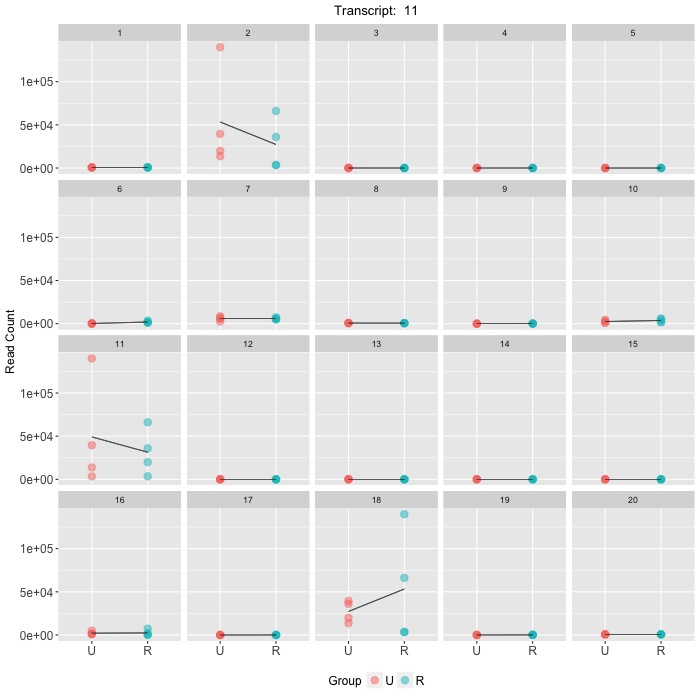 Transcript: 11
1 2 3 4 5
1e+05
5e+04
0e+00
6 7 8 9 10
1e+05
5e+04
0e+00
Read Count
11 12 13 14 15
1e+05
5e+04
0e+00
16 17 18 19 20
1e+05
5e+04
0e+00
U R U R U R U R U R
Group U R